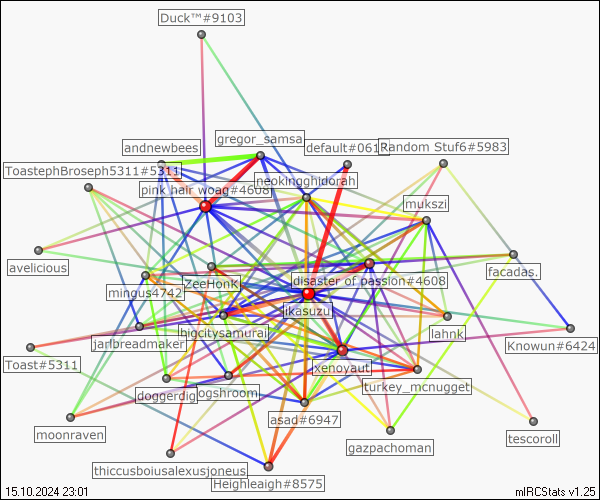 Duck™#9103
andnewbees
gregor_samsa
default#061
Random Stuf6#5983
ToastephBroseph5311#5311
pink hair woag#4608
neokingghidorah
mukszi
avelicious
mingus4742
ZeeHonK
disaster of passion#4608
facadas.
ikasuzu
bigcitysamurai
jarlbreadmaker
lahnk
Knowun#6424
Toast#5311
xenoyaut
doggerdig
ogshroom
turkey_mcnugget
moonraven
asad#6947
gazpachoman
tescoroll
thiccusboiusalexusjoneus
Heighleaigh#8575
15.10.2024 23:01
mIRCStats v1.25